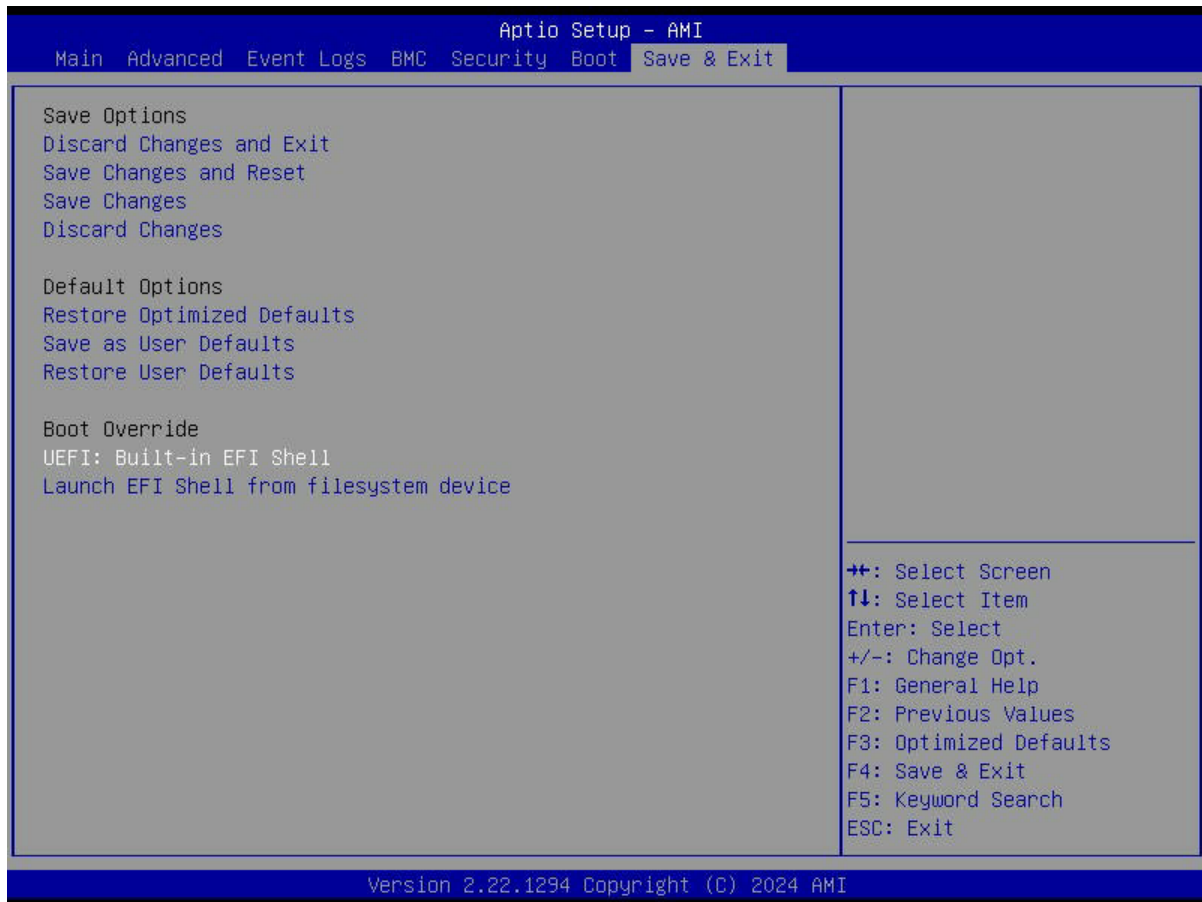 Aptio Setup - AMI
Main Advanced Event Logs BMC Security Boot Save & Exit
Save Options
Discard Changes and Exit
Save Changes and Reset
Save Changes
Discard Changes
Default Options
Restore Optimized Defaults
Save as User Defaults
Restore User Defaults
Boot Override
UEFI: Built-in EFI Shell
Launch EFI Shell from filesystem device
→←: Select Screen
↑↓: Select Item
Enter: Select
+/-: Change Opt.
F1: General Help
F2: Previous Values
F3: Optimized Defaults
F4: Save & Exit
F5: Keyword Search
ESC: Exit
Version 2.22.1294 Copyright (C) 2024 AMI